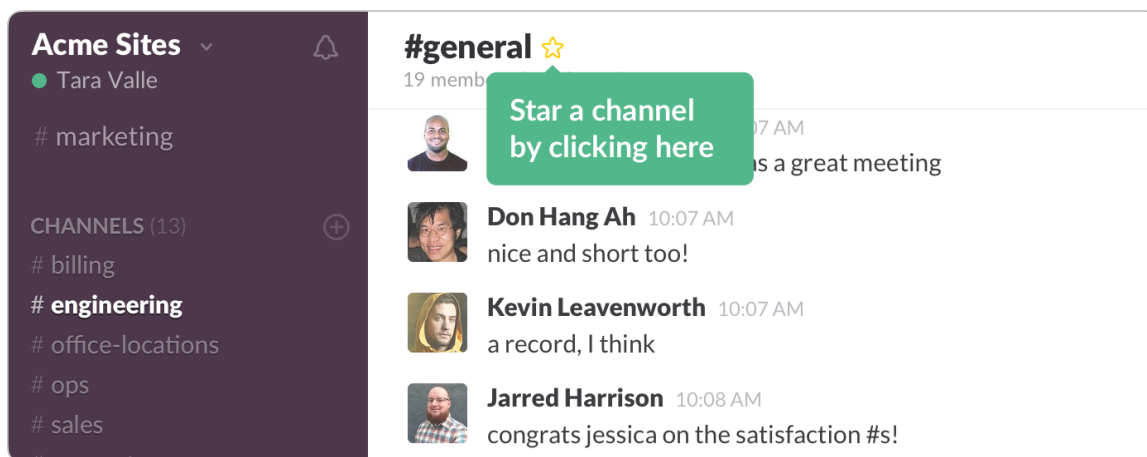 Acme Sites
Tara Valle
# marketing
CHANNELS (13)
# billing
# engineering
# office-locations
# ops
# sales
#general
19
Star a channel
by clicking here
AM
a great meeting
Don Hang Ah 10:07 AM
nice and short too!
Kevin Leavenworth 10:07 AM
a record, I think
Jarred Harrison 10:08 AM
congrats jessica on the satisfaction #s!